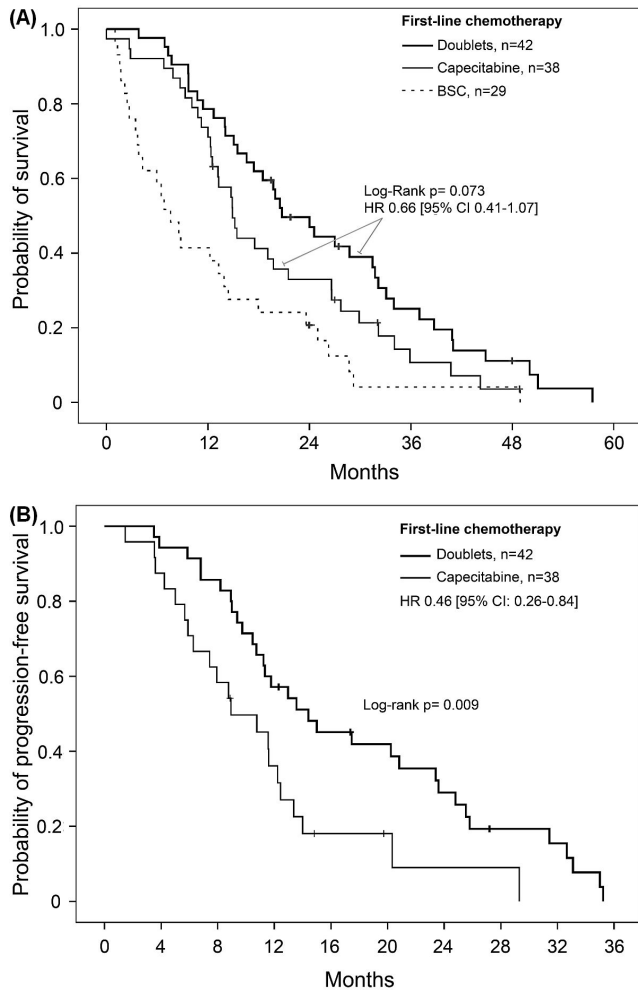 (A)
First-line chemotherapy
Doublets, n=42
Capecitabine, n=38
BSC, n=29
Log-Rank p= 0.073
HR 0.66 [95% CI 0.41-1.07]
Probability of survival
1.0
0.8
0.6
0.4
0.2
0
0 12 24 36 48 60
Months
(B)
First-line chemotherapy
Doublets, n=42
Capecitabine, n=38
HR 0.46 [95% CI: 0.26-0.84]
Log-rank p= 0.009
Probability of progression-free survival
1.0
0.8
0.6
0.4
0.2
0
0 4 8 12 16 20 24 28 32 36
Months